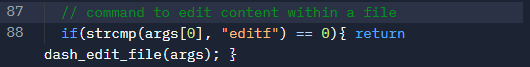 87 // command to edit content within a file
88 if(strcmp(args[0], "editf") == 0){ return
dash_edit_file(args); }